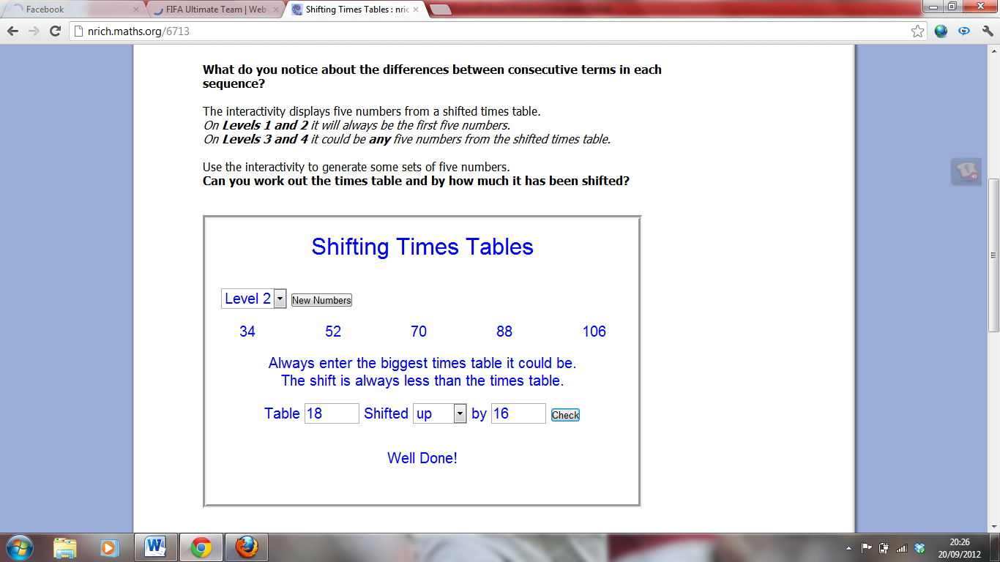 Facebook
FIFA Ultimate Team | Web
Shifting Times Tables : nric
nrich.maths.org/6713
What do you notice about the differences between consecutive terms in each
sequence?
The interactivity displays five numbers from a shifted times table.
On Levels 1 and 2 it will always be the first five numbers.
On Levels 3 and 4 it could be any five numbers from the shifted times table.
Use the interactivity to generate some sets of five numbers.
Can you work out the times table and by how much it has been shifted?
Shifting Times Tables
Level 2 New Numbers
34 52 70 88 106
Always enter the biggest times table it could be.
The shift is always less than the times table.
Table 18 Shifted up by 16 Check
Well Done!
20:26
20/09/2012